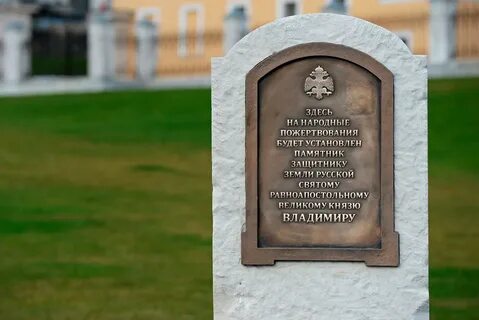 ЗДЕСЬ
НА НАРОДНЫЕ
ПОЖЕРТВОВАНИЯ
БУДЕТ УСТАНОВЛЕН
ПАМЯТНИК
ЗАЩИТНИКУ
ЗЕМЛИ РУССКОЙ
СВЯТОМУ
РАВНОАПОСТОЛЬНОМУ
ВЕЛИКОМУ КНЯЗЮ
ВЛАДИМИРУ